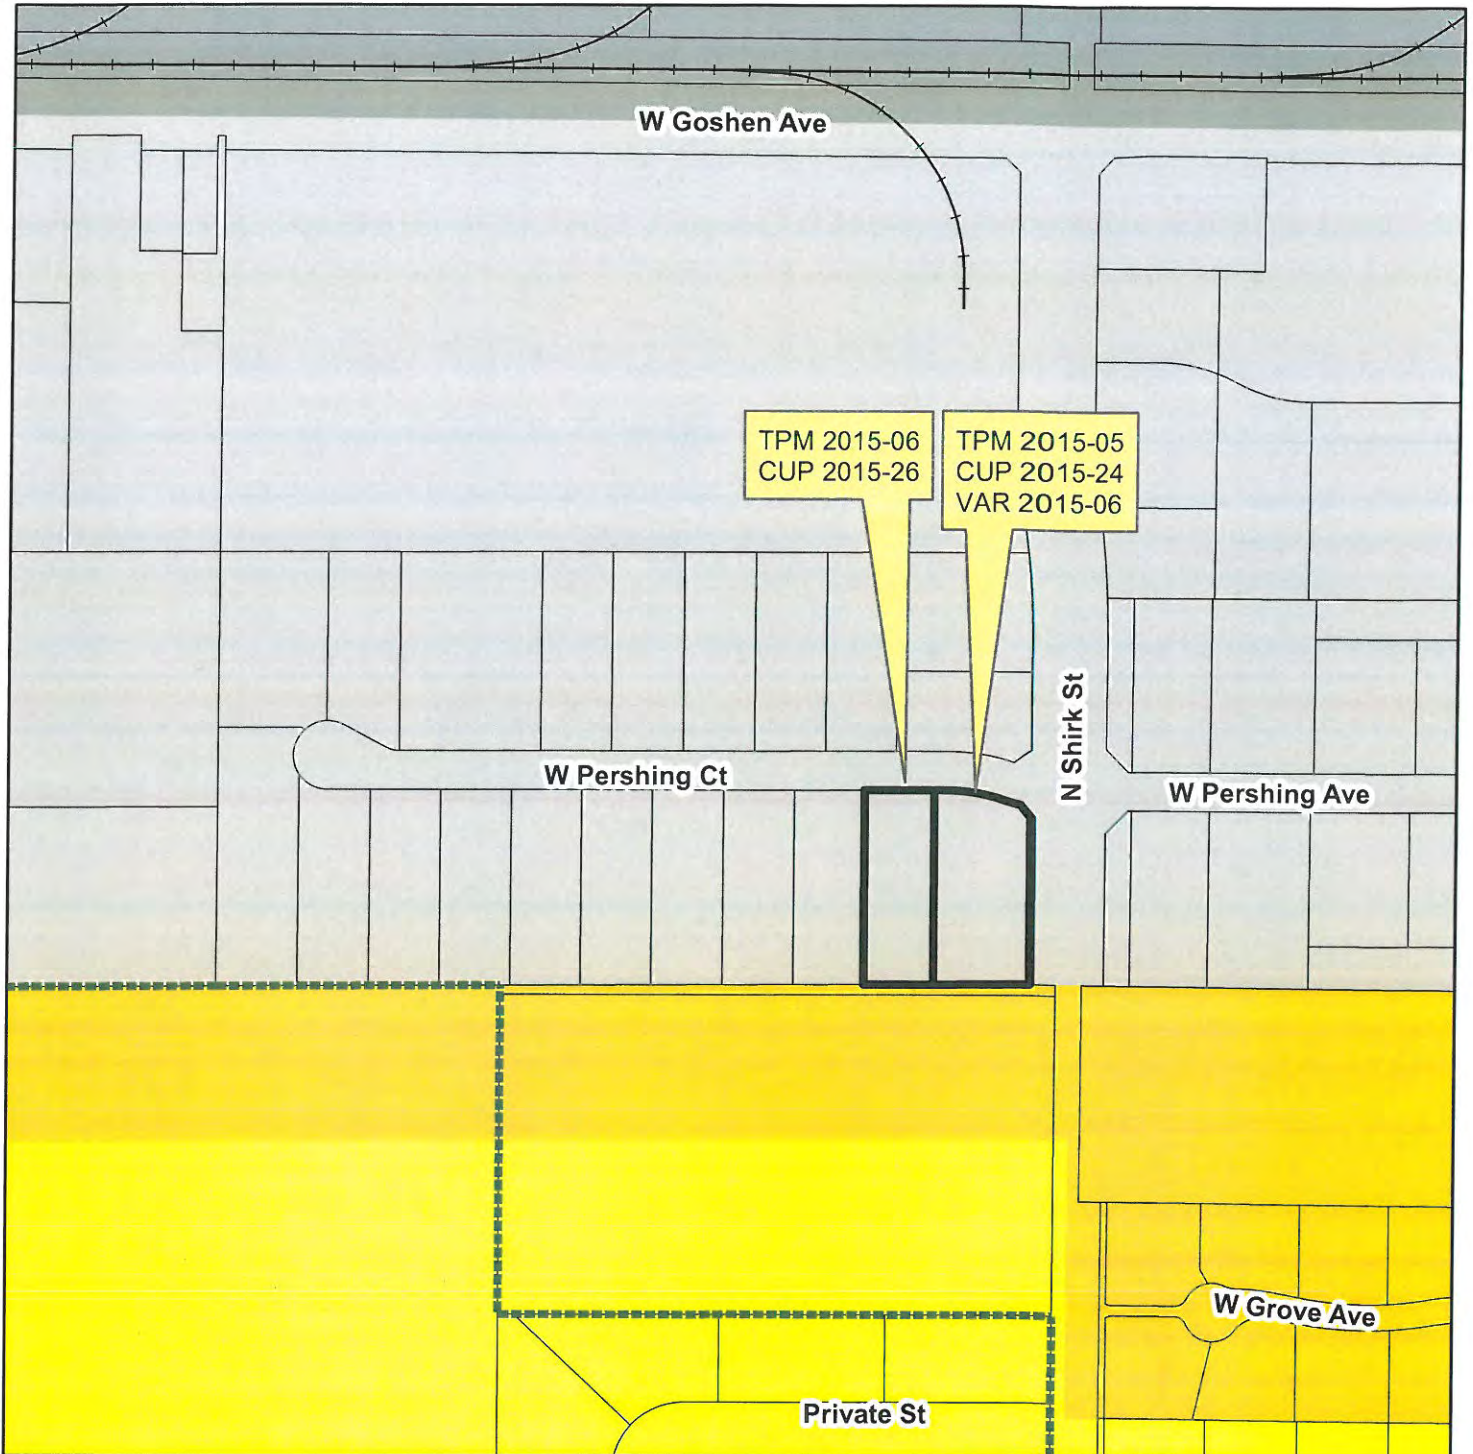 W Goshen Ave
TPM 2015-06
CUP 2015-26
TPM 2015-05
CUP 2015-24
VAR 2015-06
N Shirk St
W Pershing Ct
W Pershing Ave
W Grove Ave
Private St